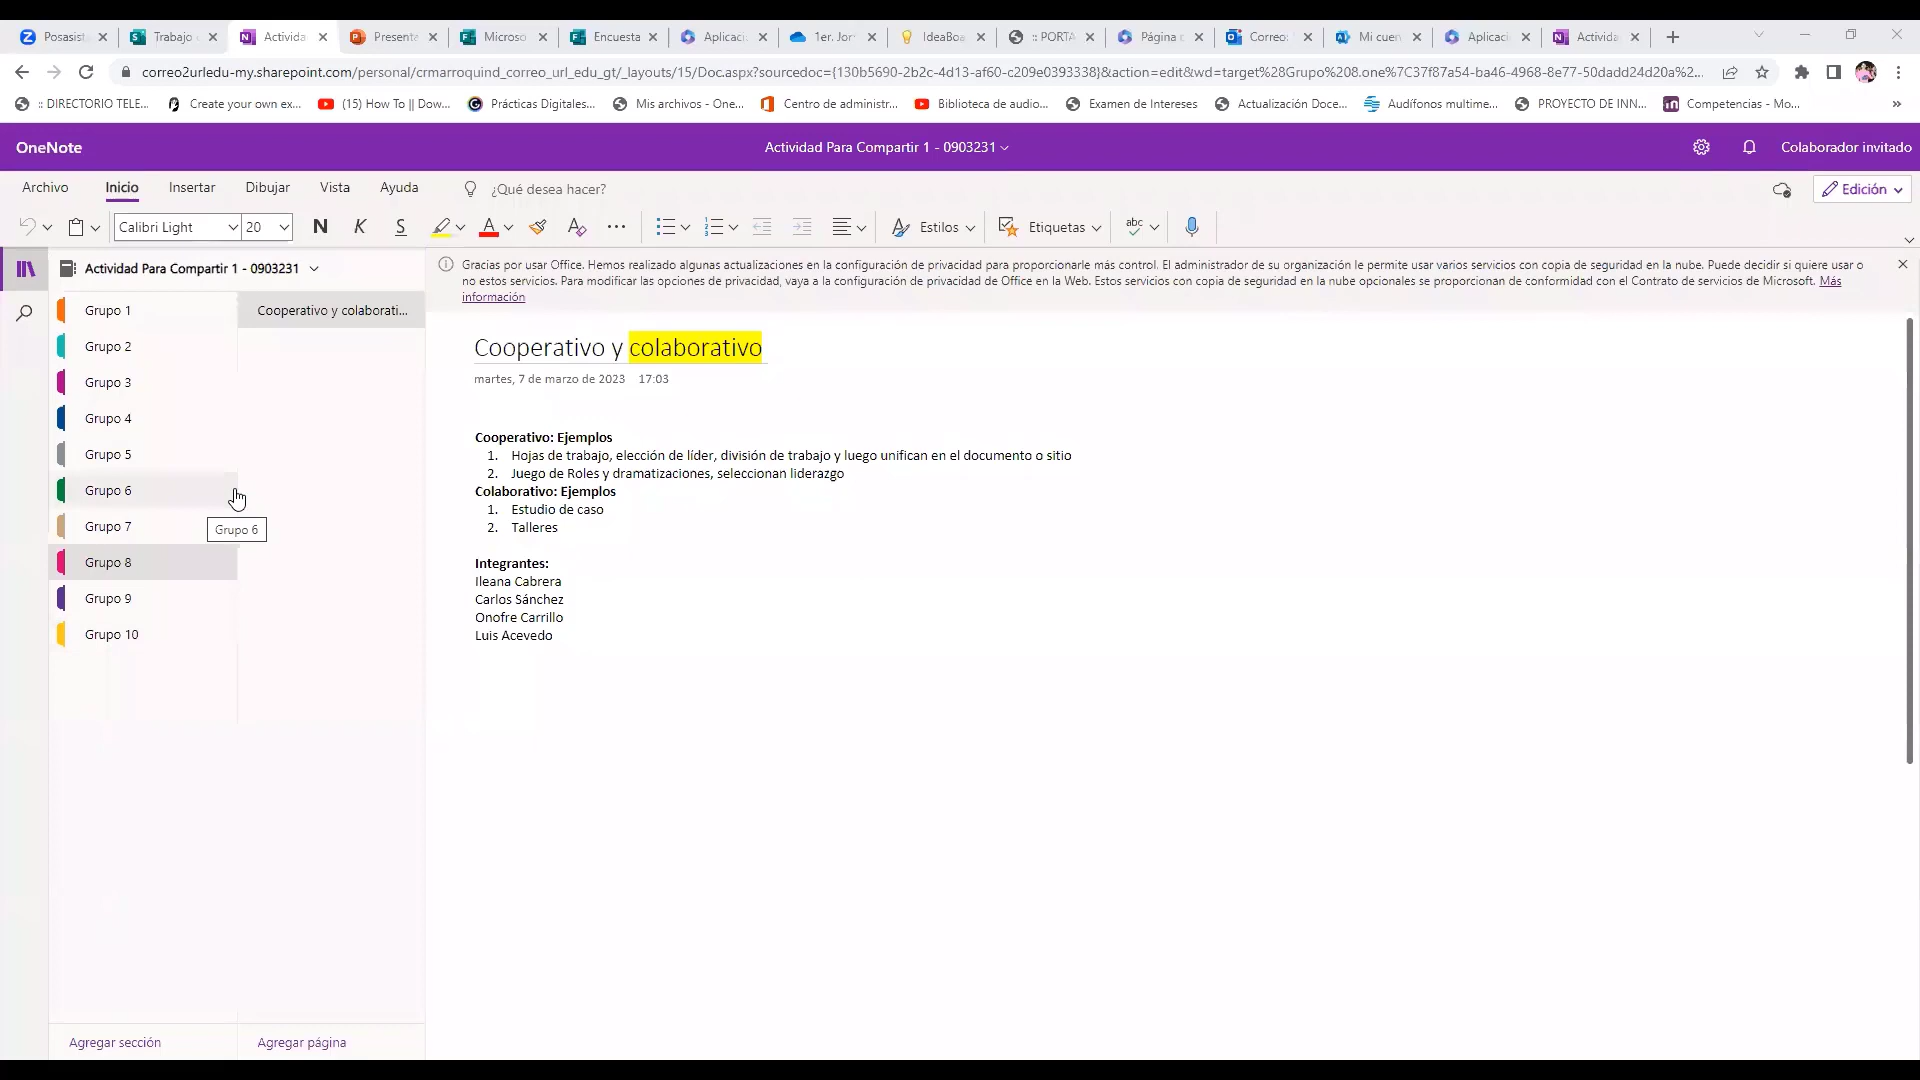 Posasist
Trabajo
Activida
Presenta
Microso
Encuesta
Aplicaci
1er. Jor
IdeaBoa
:: PORTA
Página
Correo:
Mi cuen
Aplicaci
Activida
correo2urledu-my.sharepoint.com/personal/crmarroquind_correo_url_edu_gt/_layouts/15/Doc.aspx?sourcedoc={130b5690-2b2c-4d13-af60-c209e0393338}&action=edit&wd=target%28Grupo%208.one%7C37f87a54-ba46-4968-8e77-50dadd24d20a%2...
:: DIRECTORIO TELE...
Create your own ex...
(15) How To || Dow...
Prácticas Digitales...
Mis archivos - One...
Centro de administr...
Biblioteca de audio...
Examen de Intereses
Actualización Doce...
Audífonos multime...
PROYECTO DE INN...
Competencias - Mo...
OneNote
Actividad Para Compartir 1 - 0903231
Colaborador invitado
Archivo
Inicio
Insertar
Dibujar
Vista
Ayuda
¿Qué desea hacer?
Edición
Calibri Light
20
N
K
S
A
Estilos
Etiquetas
abc
Actividad Para Compartir 1 - 0903231
Gracias por usar Office. Hemos realizado algunas actualizaciones en la configuración de privacidad para proporcionarle más control. El administrador de su organización le permite usar varios servicios con copia de seguridad en la nube. Puede decidir si quiere usar o
no estos servicios. Para modificar las opciones de privacidad, vaya a la configuración de privacidad de Office en la Web. Estos servicios con copia de seguridad en la nube opcionales se proporcionan de conformidad con el Contrato de servicios de Microsoft. Más
información
Grupo 1
Grupo 2
Grupo 3
Grupo 4
Grupo 5
Grupo 6
Grupo 7
Grupo 6
Grupo 8
Grupo 9
Grupo 10
Cooperativo y colaborati...
Cooperativo y colaborativo
martes, 7 de marzo de 2023 17:03
Cooperativo: Ejemplos
1. Hojas de trabajo, elección de líder, división de trabajo y luego unifican en el documento o sitio
2. Juego de Roles y dramatizaciones, seleccionan liderazgo
Colaborativo: Ejemplos
1. Estudio de caso
2. Talleres
Integrantes:
Ileana Cabrera
Carlos Sánchez
Onofre Carrillo
Luis Acevedo
Agregar sección
Agregar página